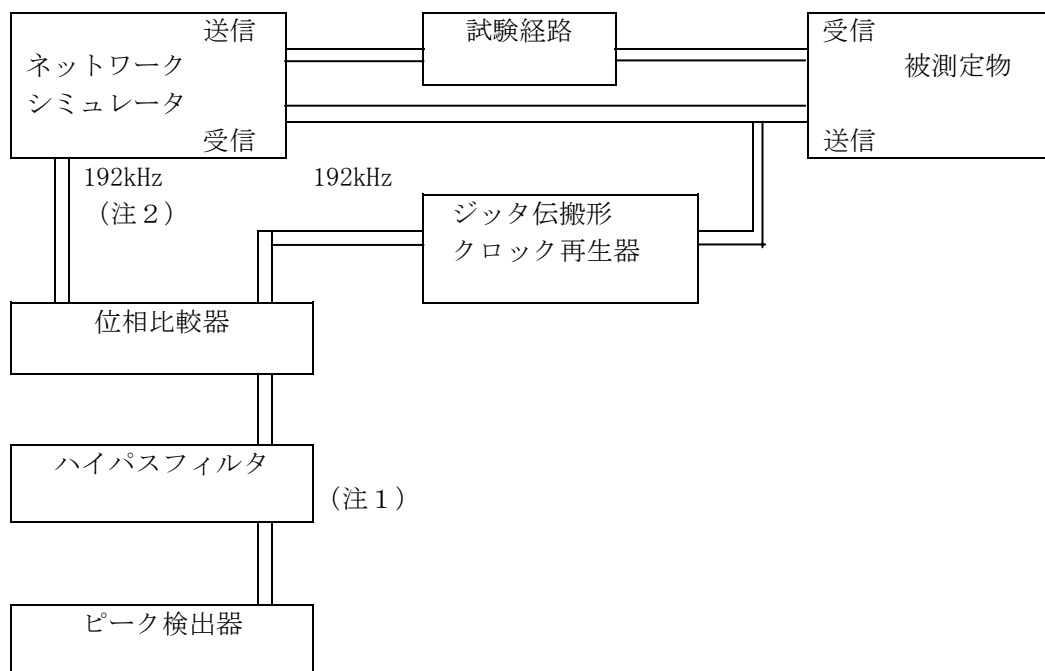 送信
ネットワーク
シミュレータ
受信
試験経路
受信
被測定物
送信
192kHz
(注2)
192kHz
ジッタ伝搬形
クロック再生器
位相比較器
ハイパスフィルタ
(注1)
ピーク検出器